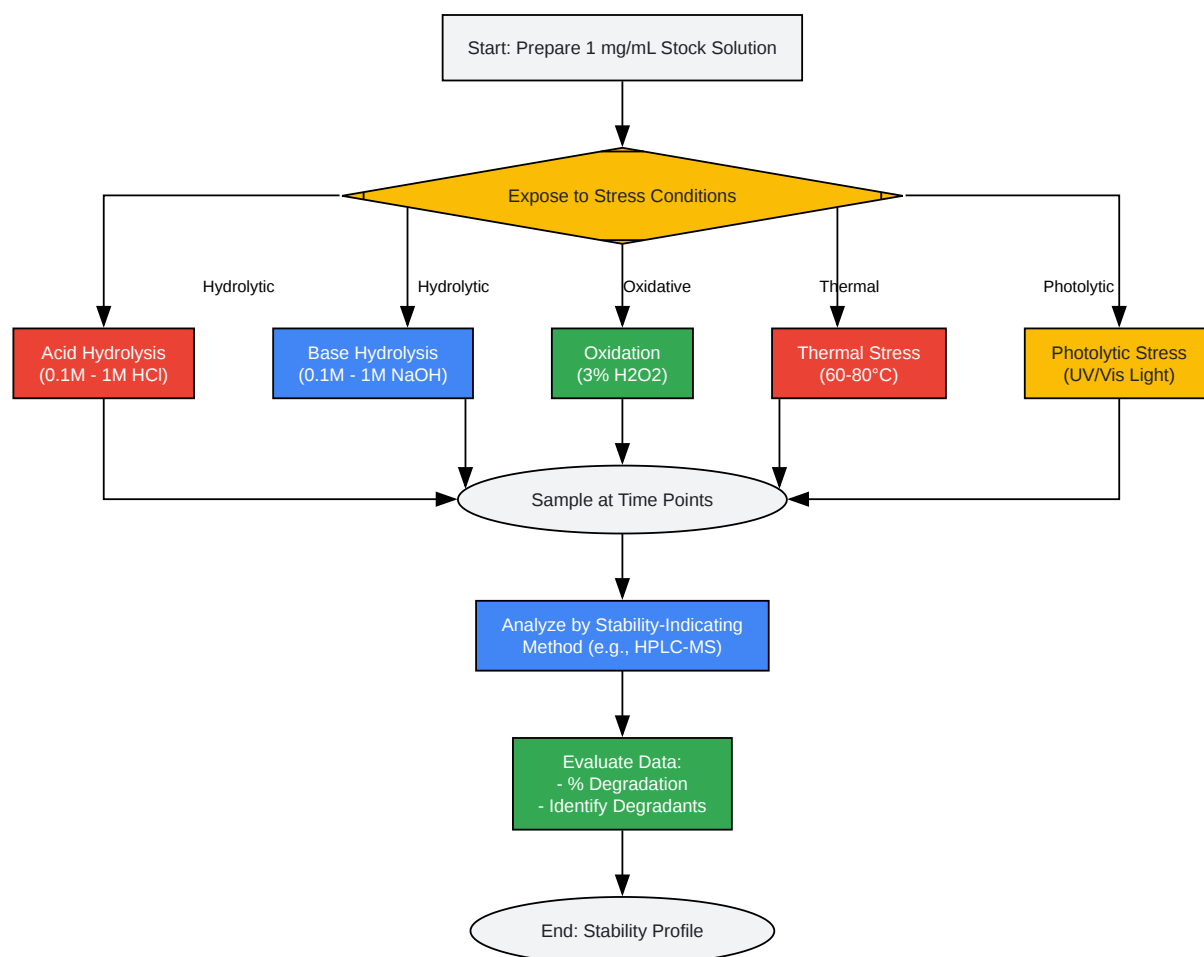 Start: Prepare 1 mg/mL Stock Solution
Expose to Stress Conditions
Hydrolytic
Hydrolytic
Oxidative
Thermal
Photolytic
Acid Hydrolysis
(0.1M - 1M HCl)
Base Hydrolysis
(0.1M - 1M NaOH)
Oxidation
(3% H2O2)
Thermal Stress
(60-80°C)
Photolytic Stress
(UV/Vis Light)
Sample at Time Points
Analyze by Stability-Indicating
Method (e.g., HPLC-MS)
Evaluate Data:
- % Degradation
- Identify Degradants
End: Stability Profile